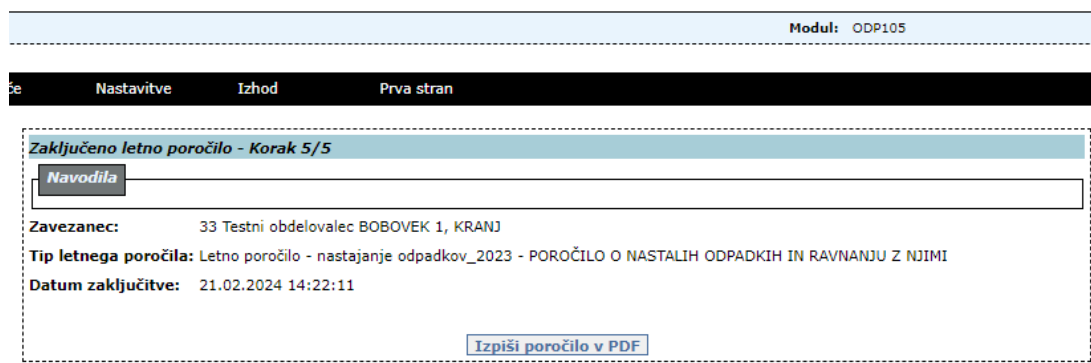 Modul: ODP105
Nastavitve Izhod Prva stran
Zaključeno letno poročilo - Korak 5/5
Navodila
Zavezanec: 33 Testni obdelovalec BOBOVEK 1, KRANJ
Tip letnega poročila: Letno poročilo - nastajanje odpadkov_2023 - POROČILO O NASTALIH ODPADKIH IN RAVNANJU Z NJIMI
Datum zaključitve: 21.02.2024 14:22:11
Izpiši poročilo v PDF